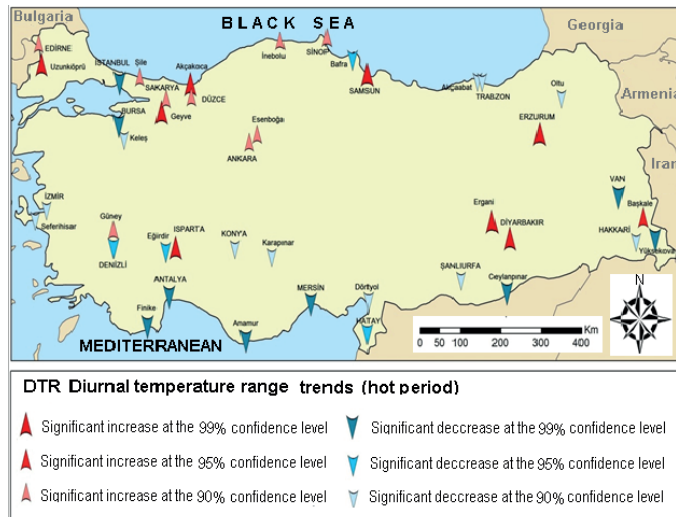 Bulgaria
BLACK SEA
Georgia
EDİRNE
Uzunköprü
İSTANBUL
Şile
Akçakoca
İnebolu
SİNOP
Bafra
SAMSUN
SAKARYA
DÜZCE
Geyve
BURSA
Keleş
Esenboğa
ANKARA
Akçaabat
TRABZON
Oltu
Armenia
ERZURUM
Iran
VAN
Başkale
HAKKARİ
Yüksekova
İZMİR
Seferihisar
Güney
DENİZLİ
Eğirdir
ISPARTA
KONYA
Karapınar
Ergani
DİYARBAKIR
ŞANLIURFA
Ceylanpınar
ANTALYA
Finike
MERSİN
Anamur
Dörtyol
HATAY
MEDITERRANEAN
N
Km
0 50 100 200 300 400
DTR Diurnal temperature range trends (hot period)
Significant increase at the 99% confidence level
Significant deccrease at the 99% confidence level
Significant increase at the 95% confidence level
Significant deccrease at the 95% confidence level
Significant increase at the 90% confidence level
Significant deccrease at the 90% confidence level